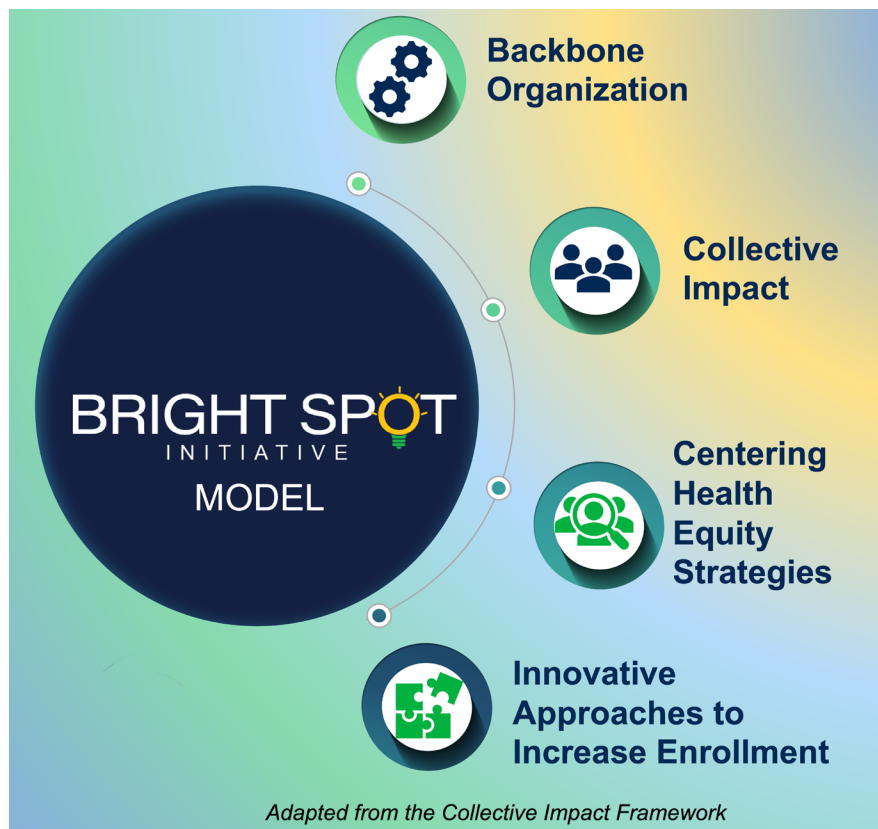 Backbone
Organization
Collective
Impact
BRIGHT SPOT
INITIATIVE
MODEL
Centering
Health
Equity
Strategies
Innovative
Approaches to
Increase Enrollment
Adapted from the Collective Impact Framework